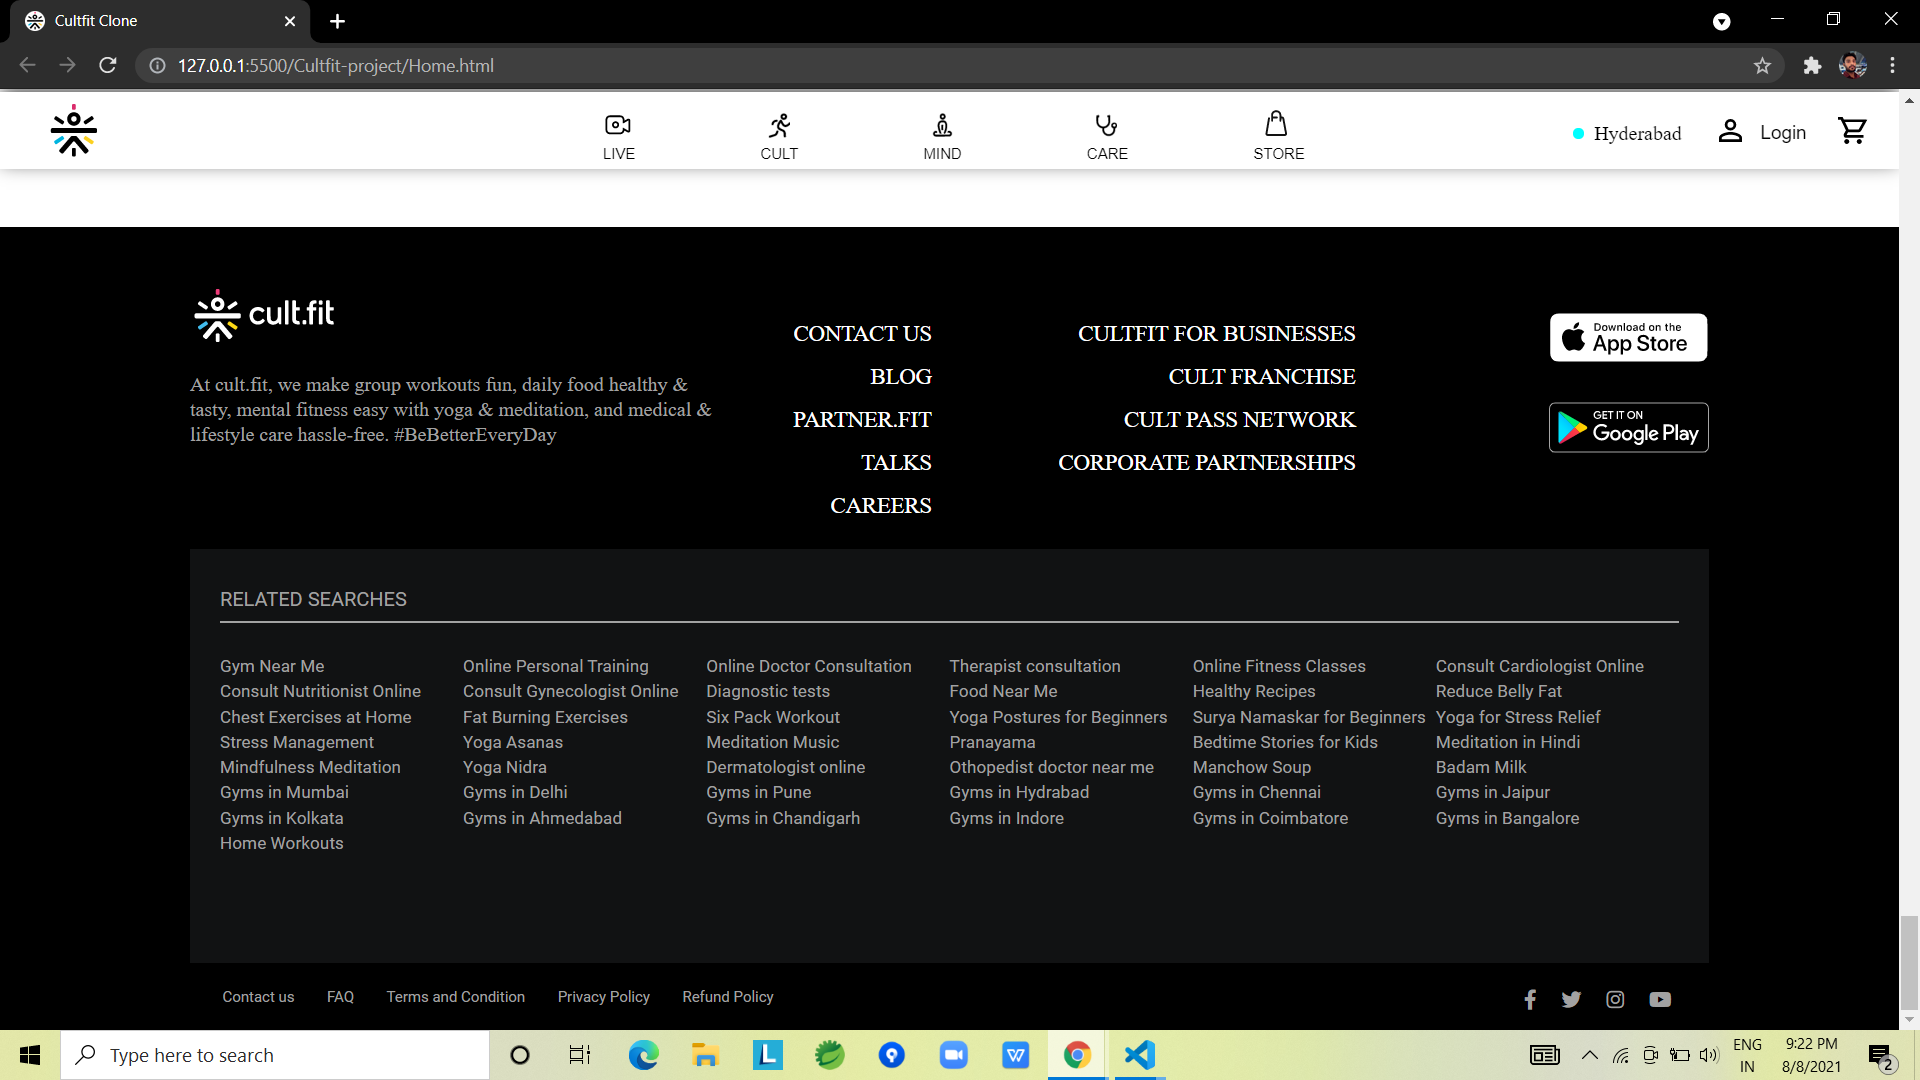 Cultfit Clone
127.0.0.1:5500/Cultfit-project/Home.html
LIVE CULT MIND CARE STORE
Hyderabad Login
cult.fit
At cult.fit, we make group workouts fun, daily food healthy &
tasty, mental fitness easy with yoga & meditation, and medical &
lifestyle care hassle-free. #BeBetterEveryDay
CONTACT US
BLOG
PARTNER.FIT
TALKS
CAREERS
CULTFIT FOR BUSINESSES
CULT FRANCHISE
CULT PASS NETWORK
CORPORATE PARTNERSHIPS
Download on the
App Store
GET IT ON
Google Play
RELATED SEARCHES
Gym Near Me Online Personal Training Online Doctor Consultation Therapist consultation Online Fitness Classes Consult Cardiologist Online
Consult Nutritionist Online Consult Gynecologist Online Diagnostic tests Food Near Me Healthy Recipes Reduce Belly Fat
Chest Exercises at Home Fat Burning Exercises Six Pack Workout Yoga Postures for Beginners Surya Namaskar for Beginners Yoga for Stress Relief
Stress Management Yoga Asanas Meditation Music Pranayama Bedtime Stories for Kids Meditation in Hindi
Mindfulness Meditation Yoga Nidra Dermatologist online Othopedist doctor near me Manchow Soup Badam Milk
Gyms in Mumbai Gyms in Delhi Gyms in Pune Gyms in Hydrabad Gyms in Chennai Gyms in Jaipur
Gyms in Kolkata Gyms in Ahmedabad Gyms in Chandigarh Gyms in Indore Gyms in Coimbatore Gyms in Bangalore
Home Workouts
Contact us FAQ Terms and Condition Privacy Policy Refund Policy
Type here to search
L
W
ENG
IN
9:22 PM
8/8/2021
2